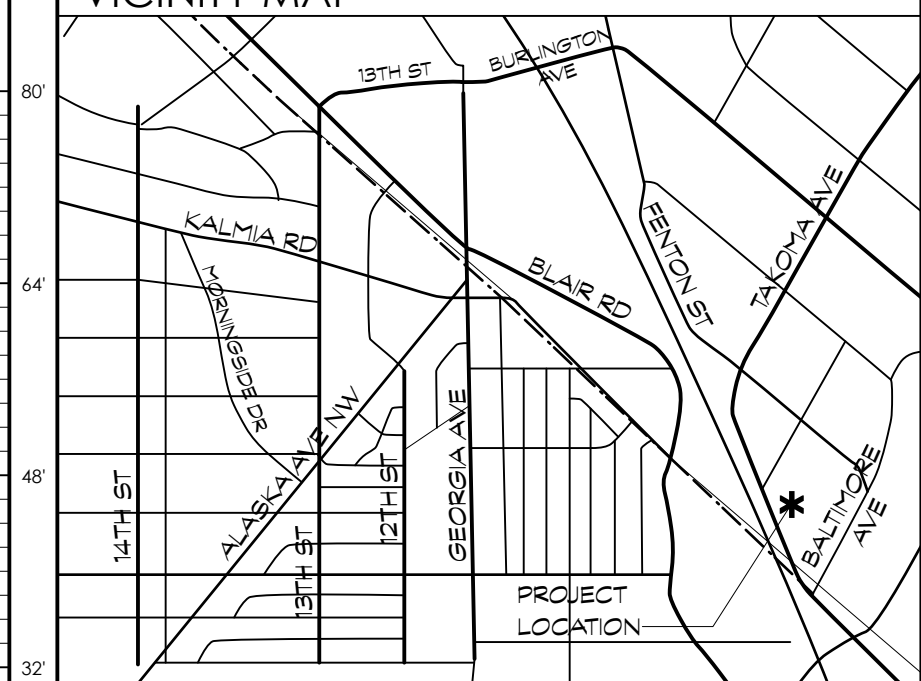 VICINITY MAP
80'
13TH ST
BURLINGTON
AVE
KALMIA RD
FENTON ST
TAKOMA AVE
64'
MORNINGSIDE DR
BLAIR RD
48'
14TH ST
ALASKA AVE NW
13TH ST
12TH ST
GEORGIA AVE
BALTIMORE
AVE
*
PROJECT
LOCATION
32'